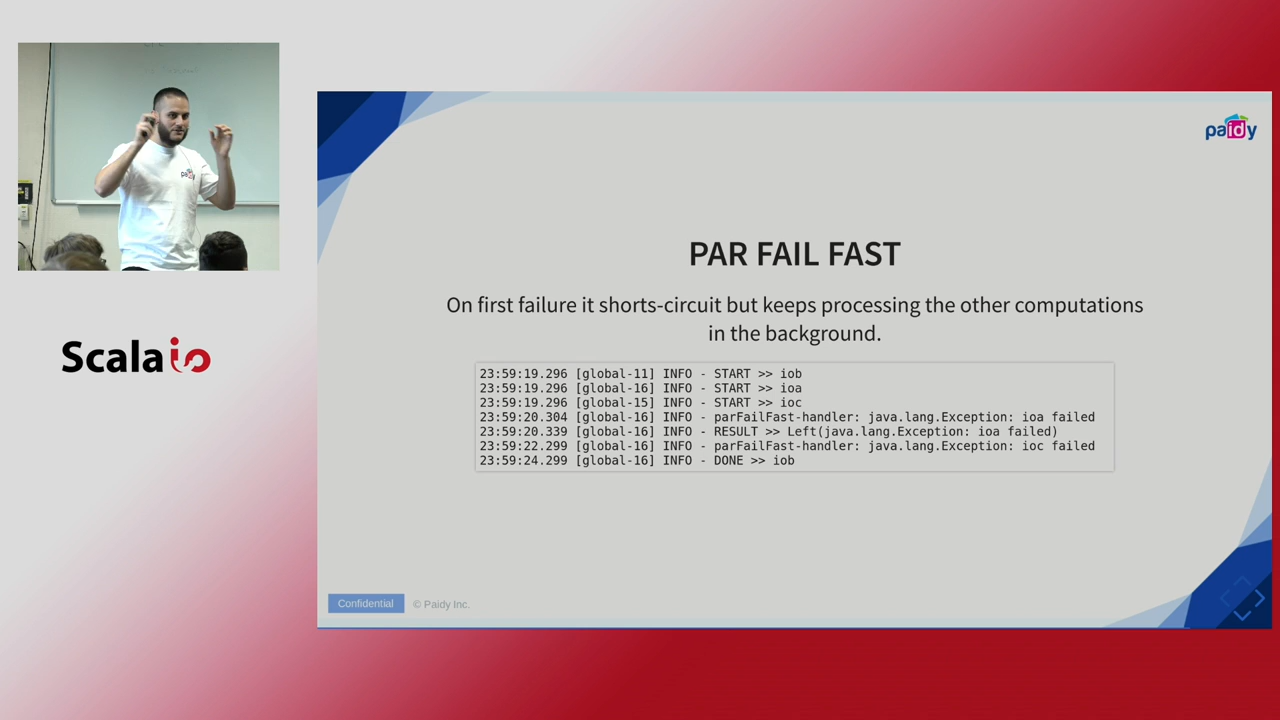 paidy
PAR FAIL FAST
On first failure it shorts-circuit but keeps processing the other computations
in the background.
23:59:19.296 [global-11] INFO - START >> iob
23:59:19.296 [global-16] INFO - START >> ioa
23:59:19.296 [global-15] INFO - START >> ioc
23:59:20.304 [global-16] INFO - parFailFast-handler: java.lang.Exception: ioa failed
23:59:20.339 [global-16] INFO - RESULT >> Left(java.lang.Exception: ioa failed)
23:59:22.299 [global-16] INFO - parFailFast-handler: java.lang.Exception: ioc failed
23:59:24.299 [global-16] INFO - DONE >> iob
Confidential © Paidy Inc.
Scala io
paidy